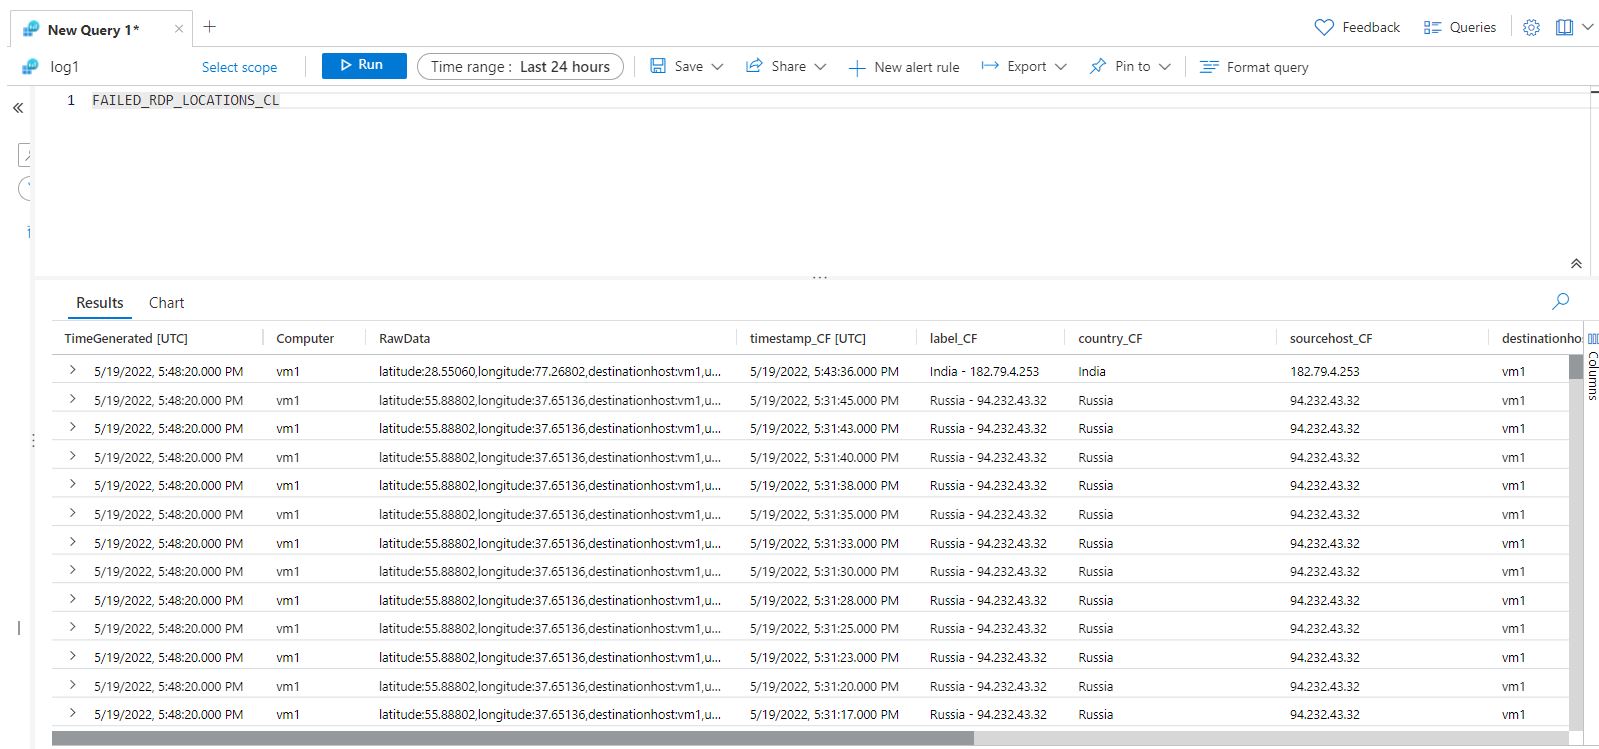 New Query 1*
Feedback Queries
log1 Select scope Run Time range : Last 24 hours Save Share New alert rule Export Pin to Format query
1 FAILED_RDP_LOCATIONS_CL
...
Results Chart
TimeGenerated [UTC] Computer RawData timestamp_CF [UTC] label_CF country_CF sourcehost_CF destinationho
Columns
5/19/2022, 5:48:20.000 PM vm1 latitude:28.55060,longitude:77.26802,destinationhost:vm1,u... 5/19/2022, 5:43:36.000 PM India - 182.79.4.253 India 182.79.4.253 vm1
5/19/2022, 5:48:20.000 PM vm1 latitude:55.88802,longitude:37.65136,destinationhost:vm1,u... 5/19/2022, 5:31:45.000 PM Russia - 94.232.43.32 Russia 94.232.43.32 vm1
5/19/2022, 5:48:20.000 PM vm1 latitude:55.88802,longitude:37.65136,destinationhost:vm1,u... 5/19/2022, 5:31:43.000 PM Russia - 94.232.43.32 Russia 94.232.43.32 vm1
5/19/2022, 5:48:20.000 PM vm1 latitude:55.88802,longitude:37.65136,destinationhost:vm1,u... 5/19/2022, 5:31:40.000 PM Russia - 94.232.43.32 Russia 94.232.43.32 vm1
5/19/2022, 5:48:20.000 PM vm1 latitude:55.88802,longitude:37.65136,destinationhost:vm1,u... 5/19/2022, 5:31:38.000 PM Russia - 94.232.43.32 Russia 94.232.43.32 vm1
5/19/2022, 5:48:20.000 PM vm1 latitude:55.88802,longitude:37.65136,destinationhost:vm1,u... 5/19/2022, 5:31:35.000 PM Russia - 94.232.43.32 Russia 94.232.43.32 vm1
5/19/2022, 5:48:20.000 PM vm1 latitude:55.88802,longitude:37.65136,destinationhost:vm1,u... 5/19/2022, 5:31:33.000 PM Russia - 94.232.43.32 Russia 94.232.43.32 vm1
5/19/2022, 5:48:20.000 PM vm1 latitude:55.88802,longitude:37.65136,destinationhost:vm1,u... 5/19/2022, 5:31:30.000 PM Russia - 94.232.43.32 Russia 94.232.43.32 vm1
5/19/2022, 5:48:20.000 PM vm1 latitude:55.88802,longitude:37.65136,destinationhost:vm1,u... 5/19/2022, 5:31:28.000 PM Russia - 94.232.43.32 Russia 94.232.43.32 vm1
5/19/2022, 5:48:20.000 PM vm1 latitude:55.88802,longitude:37.65136,destinationhost:vm1,u... 5/19/2022, 5:31:25.000 PM Russia - 94.232.43.32 Russia 94.232.43.32 vm1
5/19/2022, 5:48:20.000 PM vm1 latitude:55.88802,longitude:37.65136,destinationhost:vm1,u... 5/19/2022, 5:31:23.000 PM Russia - 94.232.43.32 Russia 94.232.43.32 vm1
5/19/2022, 5:48:20.000 PM vm1 latitude:55.88802,longitude:37.65136,destinationhost:vm1,u... 5/19/2022, 5:31:20.000 PM Russia - 94.232.43.32 Russia 94.232.43.32 vm1
5/19/2022, 5:48:20.000 PM vm1 latitude:55.88802,longitude:37.65136,destinationhost:vm1,u... 5/19/2022, 5:31:17.000 PM Russia - 94.232.43.32 Russia 94.232.43.32 vm1